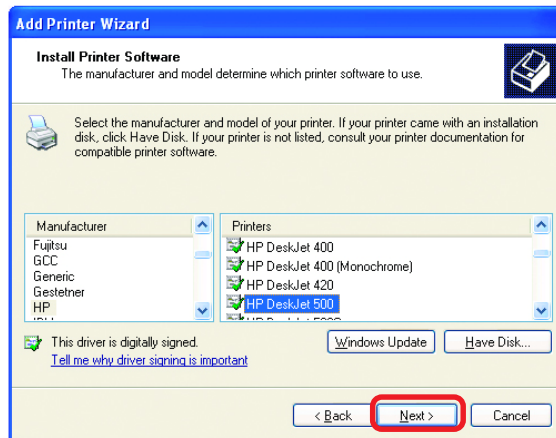 Add Printer Wizard
Install Printer Software
The manufacturer and model determine which printer software to use.
Select the manufacturer and model of your printer. If your printer came with an installation
disk, click Have Disk. If your printer is not listed, consult your printer documentation for
compatible printer software.
Manufacturer
Fujitsu
GCC
Generic
Gestetner
HP
Printers
HP DeskJet 400
HP DeskJet 400 (Monochrome)
HP DeskJet 420
HP DeskJet 500
This driver is digitally signed.
Tell me why driver signing is important
Windows Update
Have Disk...
< Back
Next >
Cancel